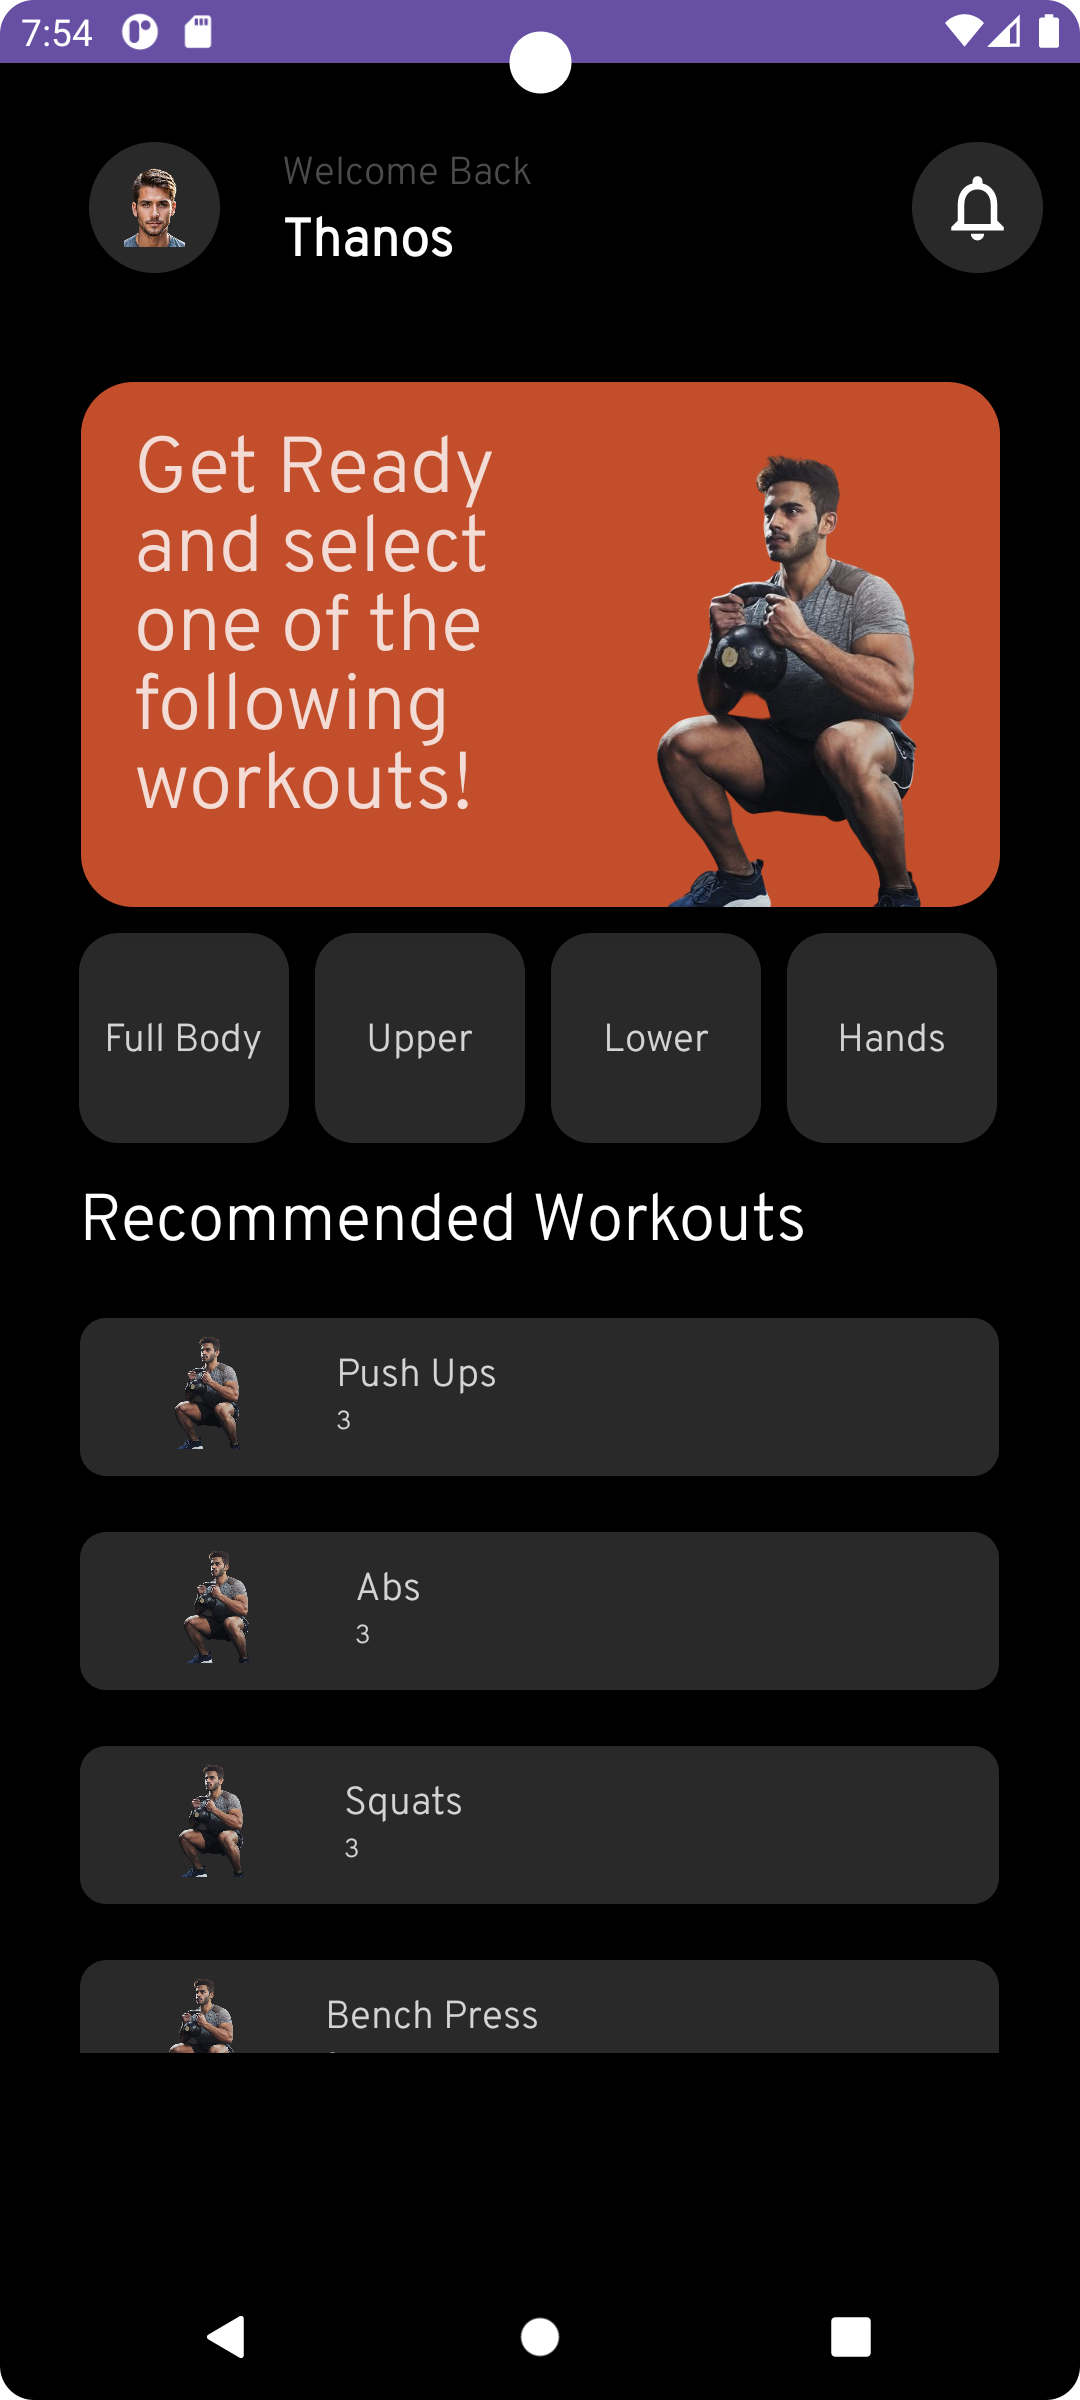 7:54
Welcome Back
Thanos
Get Ready
and select
one of the
following
workouts!
Full Body
Upper
Lower
Hands
Recommended Workouts
Push Ups
3
Abs
3
Squats
3
Bench Press